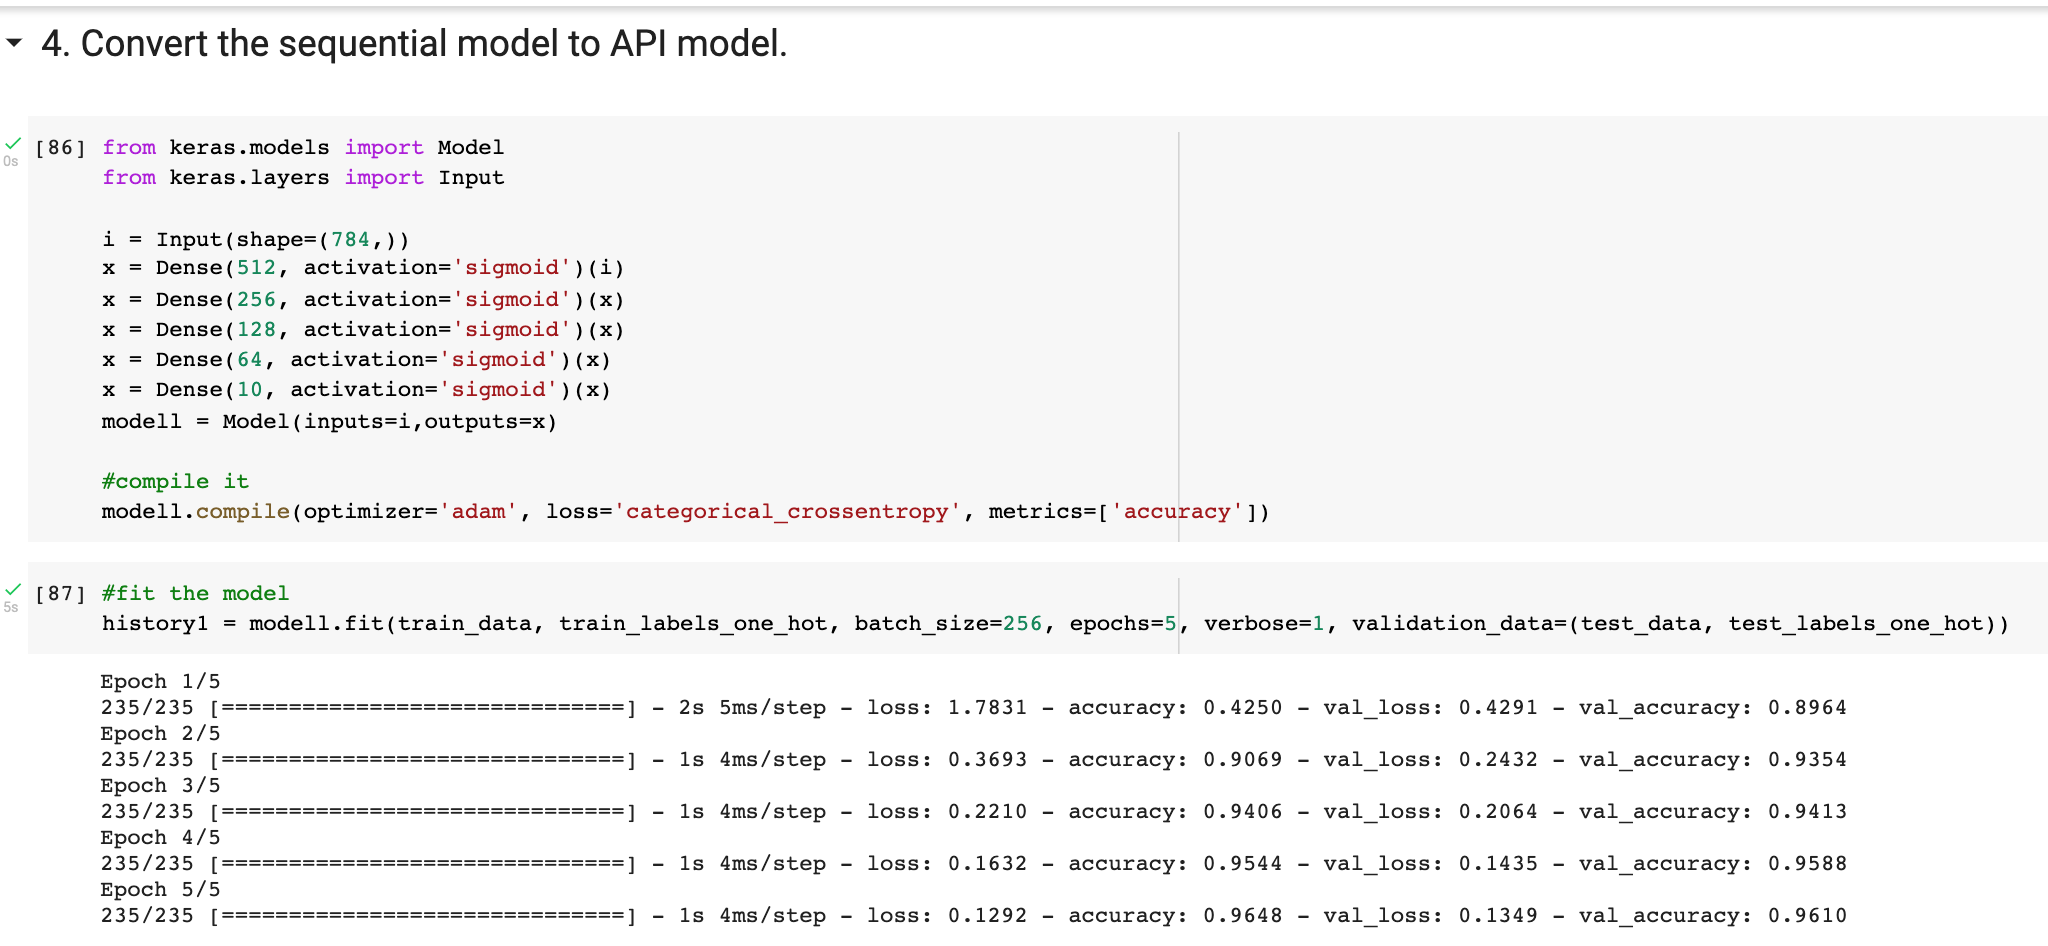 4. Convert the sequential model to API model.
[86] from keras.models import Model
0s
from keras.layers import Input
i = Input(shape=(784,))
x = Dense(512, activation='sigmoid')(i)
x = Dense(256, activation='sigmoid')(x)
x = Dense(128, activation='sigmoid')(x)
x = Dense(64, activation='sigmoid')(x)
x = Dense(10, activation='sigmoid')(x)
modell = Model(inputs=i,outputs=x)
#compile it
modell.compile(optimizer='adam', loss='categorical_crossentropy', metrics=['accuracy'])
[87] #fit the model
5s
history1 = modell.fit(train_data, train_labels_one_hot, batch_size=256, epochs=5, verbose=1, validation_data=(test_data, test_labels_one_hot))
Epoch 1/5
235/235 [==============================] - 2s 5ms/step - loss: 1.7831 - accuracy: 0.4250 - val_loss: 0.4291 - val_accuracy: 0.8964
Epoch 2/5
235/235 [==============================] - 1s 4ms/step - loss: 0.3693 - accuracy: 0.9069 - val_loss: 0.2432 - val_accuracy: 0.9354
Epoch 3/5
235/235 [==============================] - 1s 4ms/step - loss: 0.2210 - accuracy: 0.9406 - val_loss: 0.2064 - val_accuracy: 0.9413
Epoch 4/5
235/235 [==============================] - 1s 4ms/step - loss: 0.1632 - accuracy: 0.9544 - val_loss: 0.1435 - val_accuracy: 0.9588
Epoch 5/5
235/235 [==============================] - 1s 4ms/step - loss: 0.1292 - accuracy: 0.9648 - val_loss: 0.1349 - val_accuracy: 0.9610